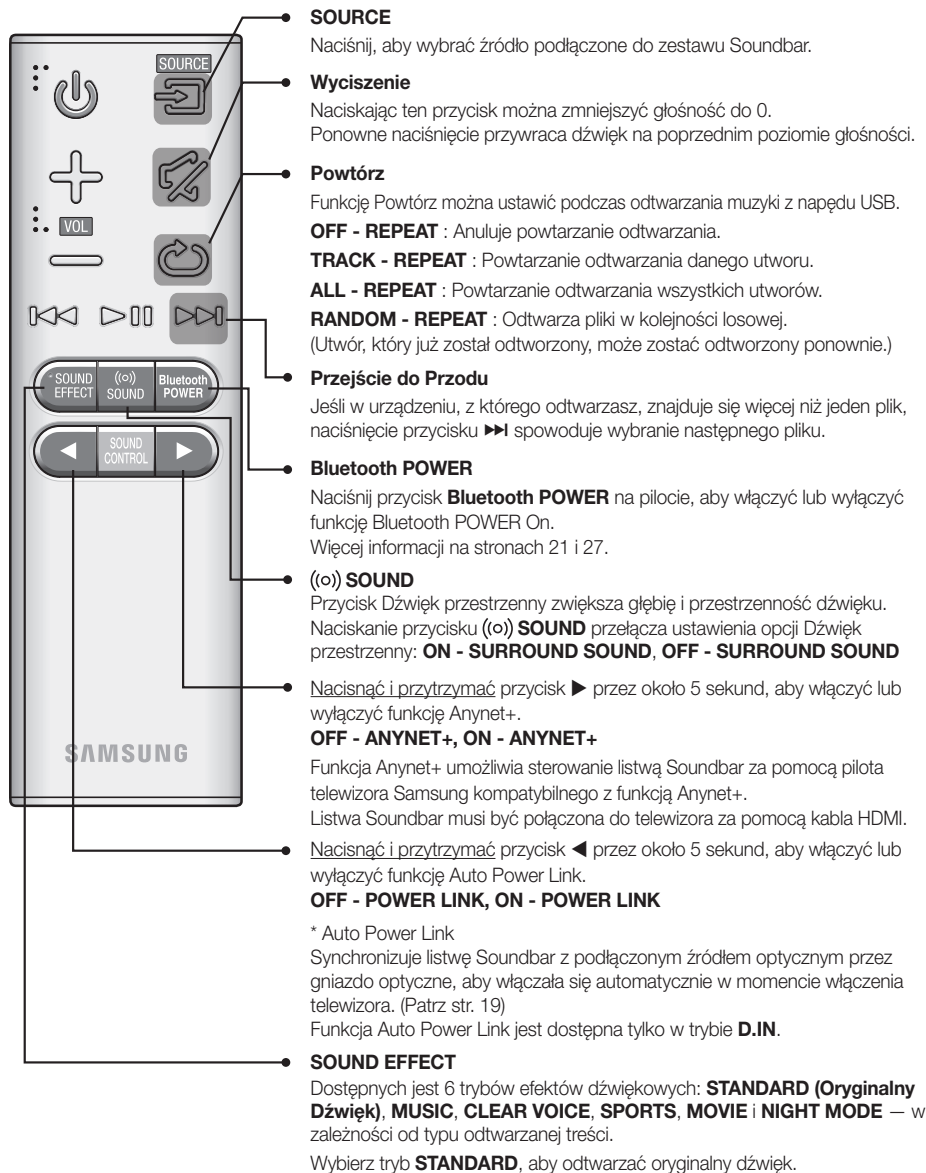 SOURCE
Naciśnij, aby wybrać źródło podłączone do zestawu Soundbar.
Wyciszenie
Naciskając ten przycisk można zmniejszyć głośność do 0.
Ponowne naciśnięcie przywraca dźwięk na poprzednim poziomie głośności.
Powtórz
Funkcję Powtórz można ustawić podczas odtwarzania muzyki z napędu USB.
OFF - REPEAT : Anuluje powtarzanie odtwarzania.
TRACK - REPEAT : Powtarzanie odtwarzania danego utworu.
ALL - REPEAT : Powtarzanie odtwarzania wszystkich utworów.
RANDOM - REPEAT : Odtwarza pliki w kolejności losowej.
(Utwór, który już został odtworzony, może zostać odtworzony ponownie.)
Przejście do Przodu
Jeśli w urządzeniu, z którego odtwarzasz, znajduje się więcej niż jeden plik,
naciśnięcie przycisku ▶▶| spowoduje wybranie następnego pliku.
Bluetooth POWER
Naciśnij przycisk Bluetooth POWER na pilocie, aby włączyć lub wyłączyć
funkcję Bluetooth POWER On.
Więcej informacji na stronach 21 i 27.
((o)) SOUND
Przycisk Dźwięk przestrzenny zwiększa głębię i przestrzenność dźwięku.
Naciskanie przycisku ((o)) SOUND przełącza ustawienia opcji Dźwięk
przestrzenny: ON - SURROUND SOUND, OFF - SURROUND SOUND
Nacisnąć i przytrzymać przycisk ▶ przez około 5 sekund, aby włączyć lub
wyłączyć funkcję Anynet+.
OFF - ANYNET+, ON - ANYNET+
Funkcja Anynet+ umożliwia sterowanie listwą Soundbar za pomocą pilota
telewizora Samsung kompatybilnego z funkcją Anynet+.
Listwa Soundbar musi być połączona do telewizora za pomocą kabla HDMI.
Nacisnąć i przytrzymać przycisk ◀ przez około 5 sekund, aby włączyć lub
wyłączyć funkcję Auto Power Link.
OFF - POWER LINK, ON - POWER LINK
* Auto Power Link
Synchronizuje listwę Soundbar z podłączonym źródłem optycznym przez
gniazdo optyczne, aby włączała się automatycznie w momencie włączenia
telewizora. (Patrz str. 19)
Funkcja Auto Power Link jest dostępna tylko w trybie D.IN.
SOUND EFFECT
Dostępnych jest 6 trybów efektów dźwiękowych: STANDARD (Oryginalny
Dźwięk), MUSIC, CLEAR VOICE, SPORTS, MOVIE i NIGHT MODE — w
zależności od typu odtwarzanej treści.
Wybierz tryb STANDARD, aby odtwarzać oryginalny dźwięk.
SOURCE
VOL
SOUND
EFFECT
((o))
SOUND
Bluetooth
POWER
SOUND
CONTROL
SAMSUNG